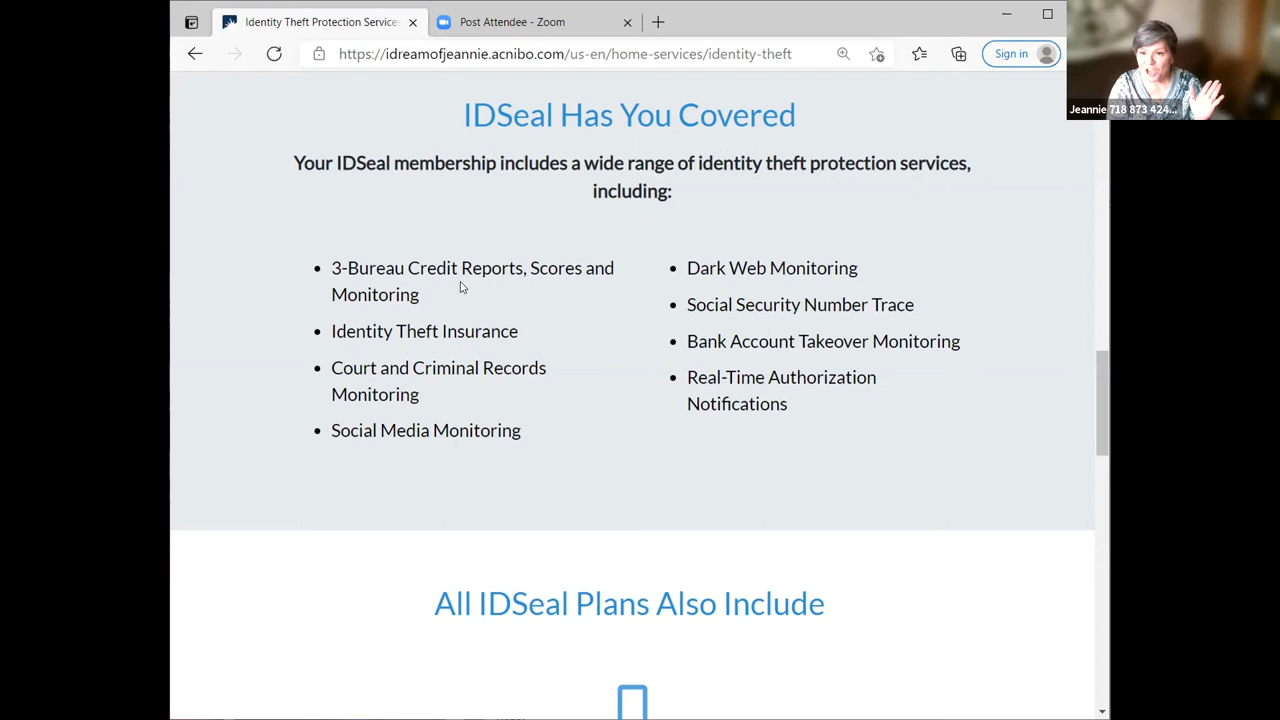 Identity Theft Protection Services
Post Attendee - Zoom
https://idreamofjeannie.acnibo.com/us-en/home-services/identity-theft
Sign in
Jeannie 718 873 424...
IDSeal Has You Covered
Your IDSeal membership includes a wide range of identity theft protection services,
including:
3-Bureau Credit Reports, Scores and
Monitoring
Identity Theft Insurance
Court and Criminal Records
Monitoring
Social Media Monitoring
Dark Web Monitoring
Social Security Number Trace
Bank Account Takeover Monitoring
Real-Time Authorization
Notifications
All IDSeal Plans Also Include